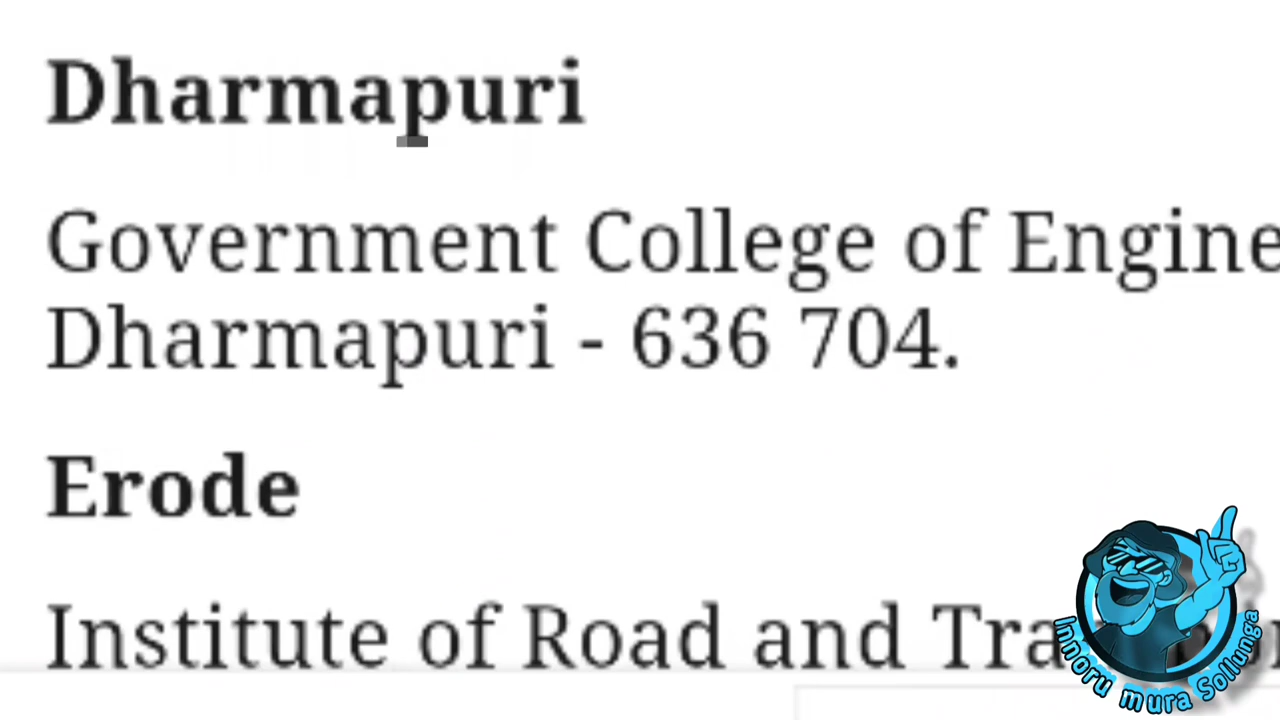 Dharmapuri
Government College of Engine
Dharmapuri - 636 704.
Erode
Institute of Road and Tra
Innoru mura Sollunga